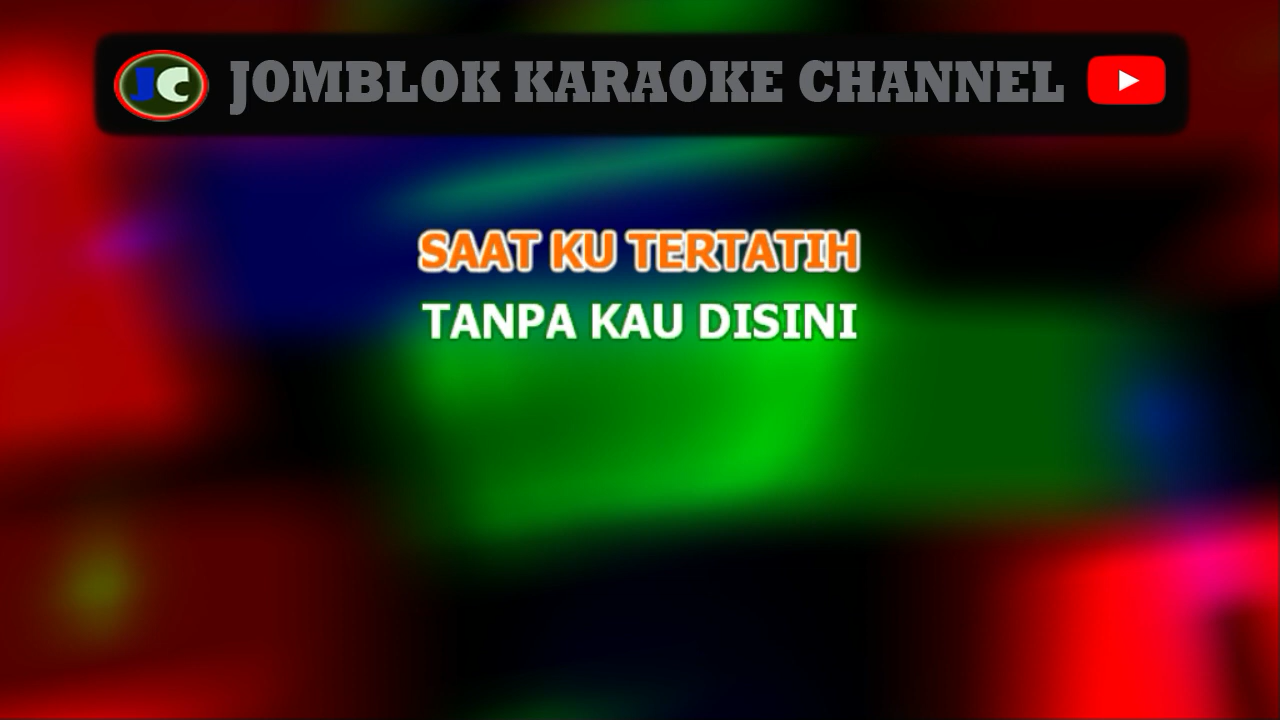 JC JOMBLOK KARAOKE CHANNEL
SAAT KU TERTATIH
TANPA KAU DISINI